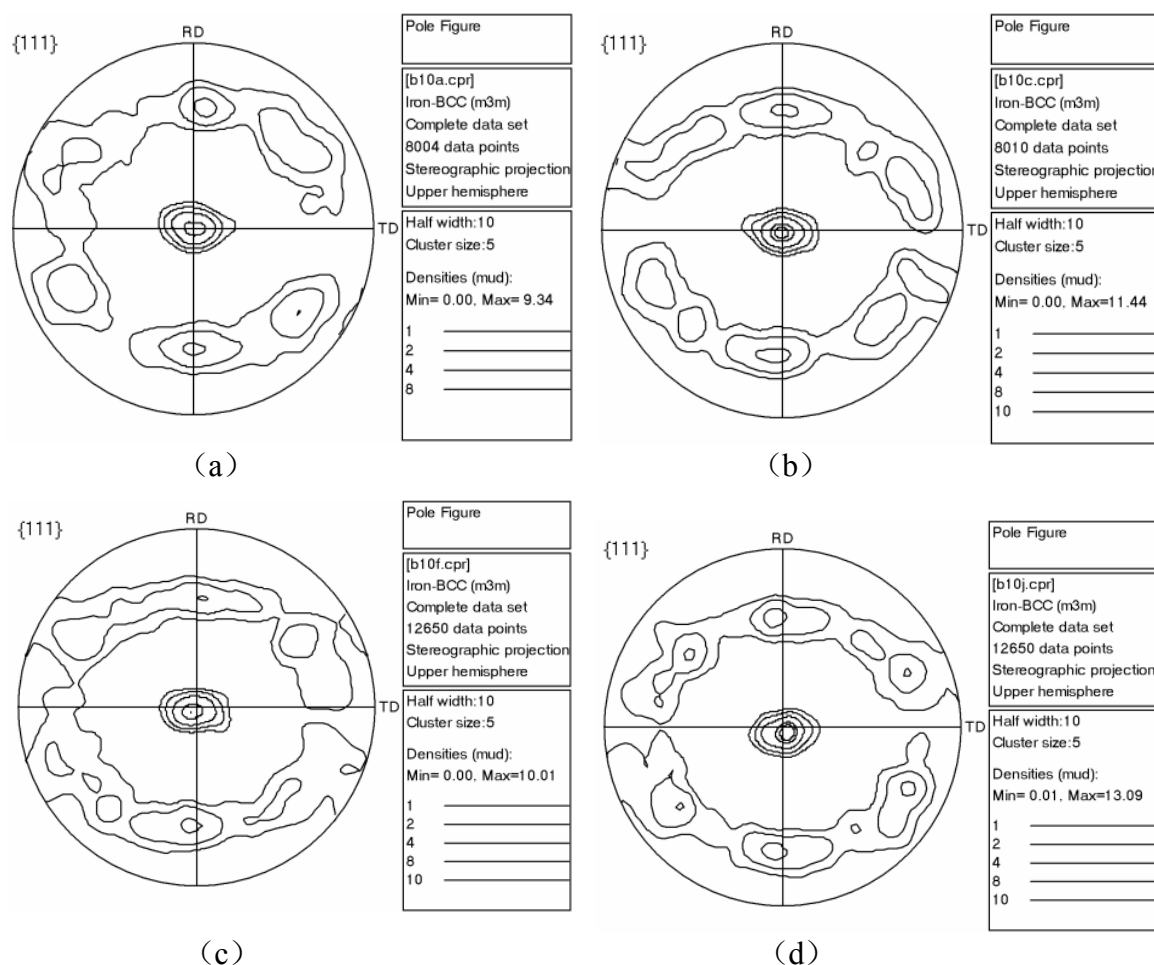 {111}
RD
TD
Pole Figure
[b10a.cpr]
Iron-BCC (m3m)
Complete data set
8004 data points
Stereographic projection
Upper hemisphere
Half width:10
Cluster size:5
Densities (mud):
Min= 0.00, Max= 9.34
1
2
4
8
(a)
{111}
RD
TD
Pole Figure
[b10c.cpr]
Iron-BCC (m3m)
Complete data set
8010 data points
Stereographic projection
Upper hemisphere
Half width:10
Cluster size:5
Densities (mud):
Min= 0.00, Max=11.44
1
2
4
8
10
(b)
{111}
RD
TD
Pole Figure
[b10f.cpr]
Iron-BCC (m3m)
Complete data set
12650 data points
Stereographic projection
Upper hemisphere
Half width:10
Cluster size:5
Densities (mud):
Min= 0.00, Max=10.01
1
2
4
8
10
(c)
{111}
RD
TD
Pole Figure
[b10j.cpr]
Iron-BCC (m3m)
Complete data set
12650 data points
Stereographic projection
Upper hemisphere
Half width:10
Cluster size:5
Densities (mud):
Min= 0.01, Max=13.09
1
2
4
8
10
(d)